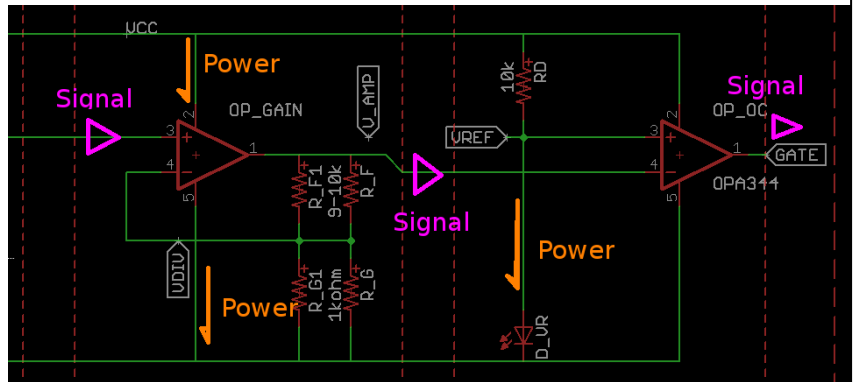 VCC
Power
Signal
OP_GAIN
V_AMP
10k
RD
Signal
OP_OC
2
3
4
1
5
R_F1
9-10k
R_F
VREF
2
3
4
1
5
GATE
OPA344
Signal
VDIV
Power
R_G1
1kohm
R_G
Power
D_VR